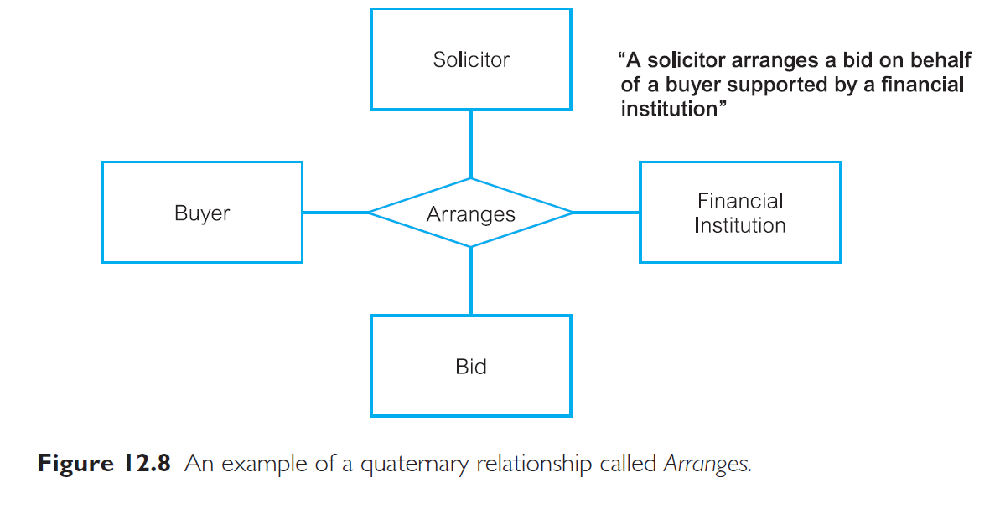 Solicitor
“A solicitor arranges a bid on behalf
of a buyer supported by a financial
institution”
Buyer
Arranges
Financial
Institution
Bid
Figure 12.8 An example of a quaternary relationship called Arranges.